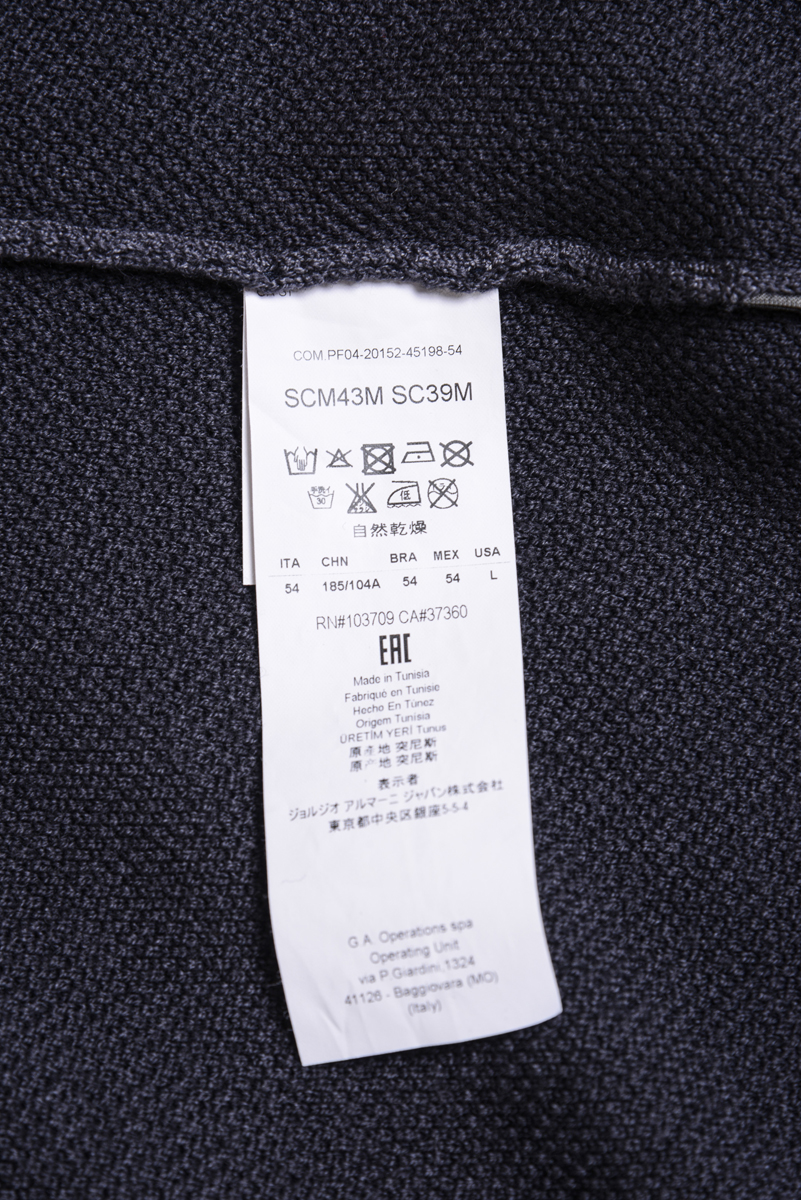 COM.PF04-20152-45198-54
SCM43M SC39M
手洗イ
30
低
自然乾燥
ITA CHN BRA MEX USA
54 185/104A 54 54 L
RN#103709 CA#37360
EAC
Made in Tunisia
Fabriqué en Tunisie
Hecho En Túnez
Origem Tunísia
ÜRETİM YERİ Tunus
原产地 突尼斯
原产地 突尼斯
表示者
ジョルジオ アルマーニ ジャパン株式会社
東京都中央区銀座5-5-4
G.A. Operations spa
Operating Unit
via P.Giardini,1324
41126 - Baggiovara (MO)
(Italy)